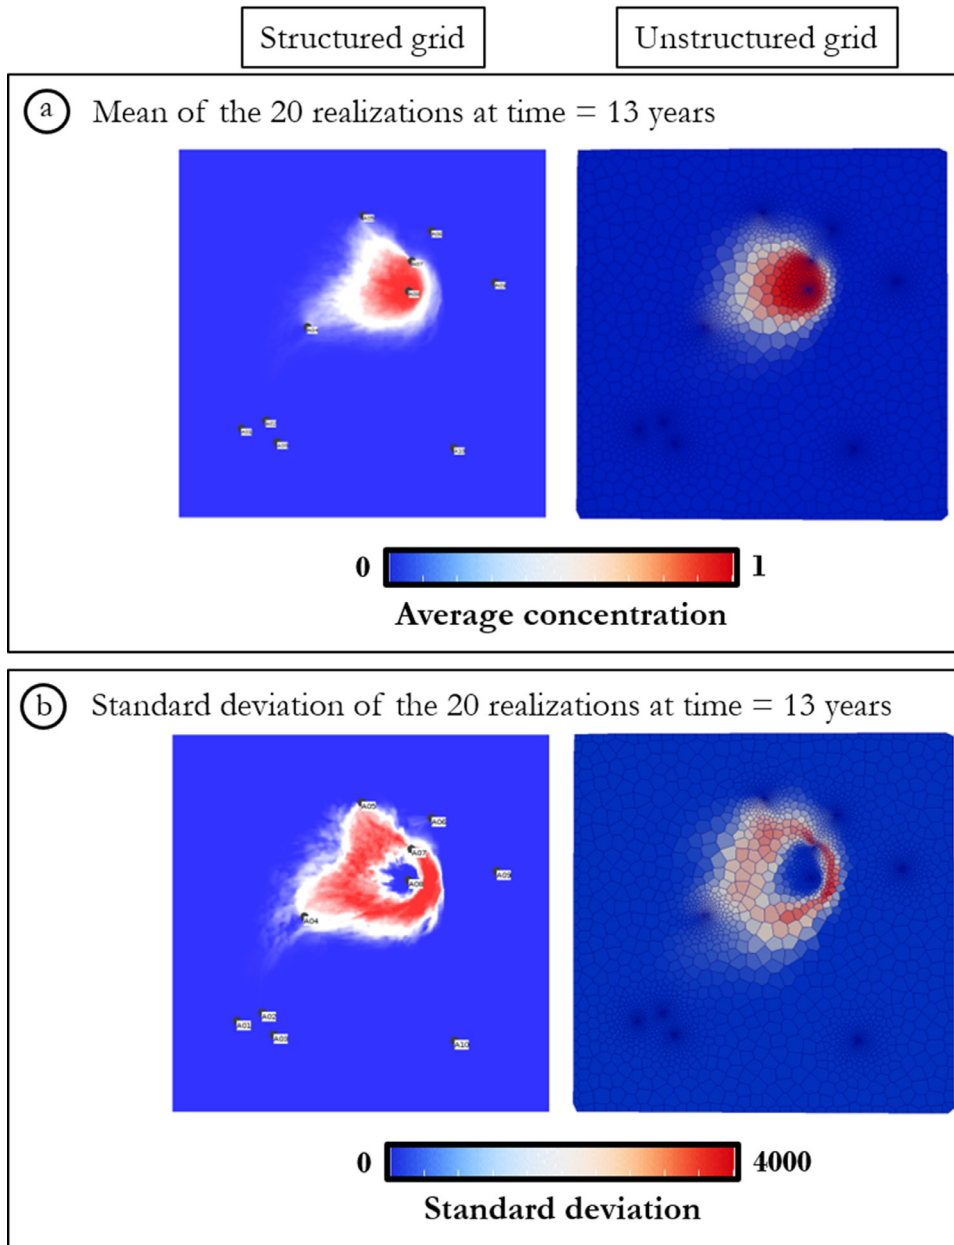 Structured grid
Unstructured grid
a Mean of the 20 realizations at time = 13 years
A05
A07
0 1
Average concentration
b Standard deviation of the 20 realizations at time = 13 years
A05
A06
A07
A09
A08
A04
A02
A01
A03
A10
0 4000
Standard deviation